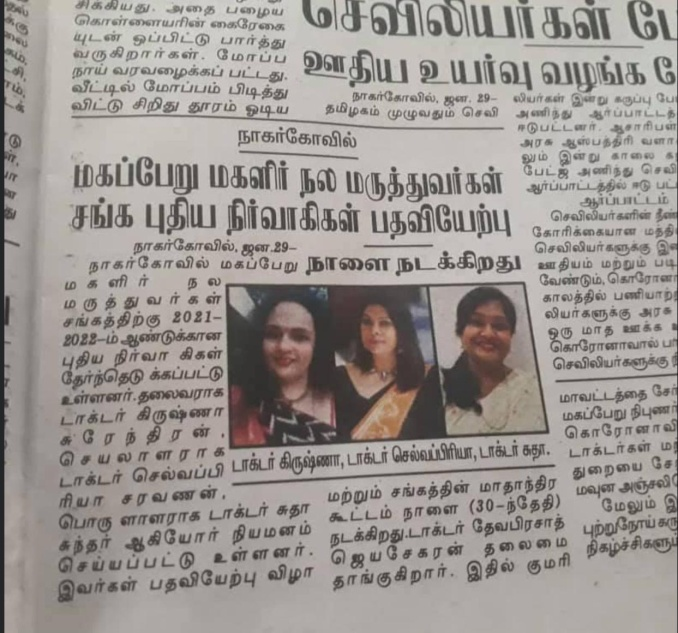 சிக்கியது. அதை பழைய
கொள்ளையரின் கைரேகை
யுடன் ஒப்பிட்டு பார்த்து
வருகிறார்கள். மோப்ப
நாய் வரவழைக்கப் பட்டது.
வீட்டில் மோப்பம் பிடித்து
விட்டு சிறிது தூரம் ஓடிய
செவிலியர்கள்
ஊதிய உயர்வு வழங்க
நாகர்கோவில், ஜன. 29-
தமிழகம் முழுவதும் செவி
லியர்கள் இன்று கருப்பு
அணிந்து ஆர்ப்பாட்டத்
ஈடுபட்டனர். ஆசாரிபள்
அரசு ஆஸ்பத்திரி வளா
லும் இன்று காலை
பேட்ஜ் அணிந்து செவி
ஆர்ப்பாட்டத்தில் ஈடு பட்
ஆர்ப்பாட்டம்
செவிலியர்களின் நீண்
கோரிக்கையான மத்தி
செவிலியர்களுக்கு
ஊதியம் மற்றும் படி
வேண்டும், கொரோனா
காலத்தில் பணியாற்
லியர்களுக்கு அரசு
ஒரு மாத ஊக்க
கொரோனாவால்
செவிலியர்களுக்கு
நாகர்கோவில்
மகப்பேறு மகளிர் நல மருத்துவர்கள்
சங்க புதிய நிர்வாகிகள் பதவியேற்பு
நாளை நடக்கிறது
நாகர்கோவில், ஜன.29-
நாகர்கோவில் மகப்பேறு
மகளிர் நல
மருத்துவர்கள்
சங்கத்திற்கு 2021-
2022-ம் ஆண்டுக்கான
புதிய நிர்வா கிகள்
தேர்ந்தெடு க்கப்பட்டு
உள்ளனர்.தலைவராக
டாக்டர் கிருஷ்ணா
சுரேந்திரன்,
செயலாளராக
டாக்டர் செல்வப்பி
ரியா சரவணன்,
பொரு ளாளராக டாக்டர் சுதா
சுந்தர் ஆகியோர் நியமனம்
செய்யப்பட்டு உள்ளனர்.
இவர்கள் பதவியேற்பு விழா
டாக்டர் கிருஷ்ணா, டாக்டர் செல்வப்பிரியா, டாக்டர் சுதா.
மற்றும் சங்கத்தின் மாதாந்திர
கூட்டம் நாளை (30-ந்தேதி)
நடக்கிறது.டாக்டர் தேவபிரசாத்
ஜெயசேகரன் தலைமை
தாங்குகிறார். இதில் குமரி
மாவட்டத்தை
மகப்பேறு நிபுணர்
கொரோனாவி
டாக்டர்கள்
துறையை
மவுன அஞ்சலி
மேலும்
புற்றுநோய்
நிகழ்ச்சிகளும்